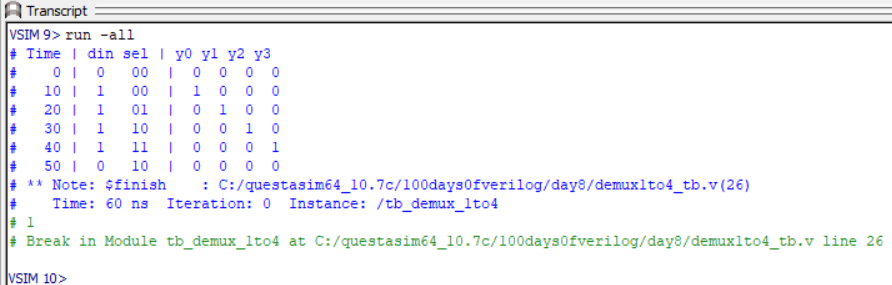 Transcript
VSIM 9> run -all
# Time | din sel | y0 y1 y2 y3
#    0 |  0   00 |  0  0  0  0
#   10 |  1   00 |  1  0  0  0
#   20 |  1   01 |  0  1  0  0
#   30 |  1   10 |  0  0  1  0
#   40 |  1   11 |  0  0  0  1
#   50 |  0   10 |  0  0  0  0
# ** Note: $finish    : C:/questasim64_10.7c/100days0fverilog/day8/demux1to4_tb.v(26)
#    Time: 60 ns  Iteration: 0  Instance: /tb_demux_1to4
# 1
# Break in Module tb_demux_1to4 at C:/questasim64_10.7c/100days0fverilog/day8/demux1to4_tb.v line 26
VSIM 10>